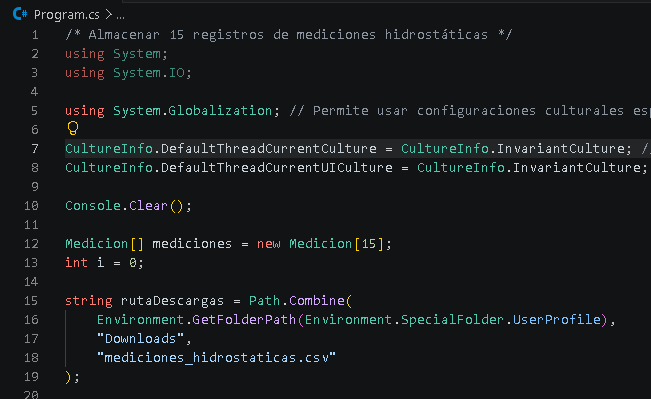 Program.cs > ...
1 /* Almacenar 15 registros de mediciones hidrostáticas */
2 using System;
3 using System.IO;
4
5 using System.Globalization; // Permite usar configuraciones culturales esp
6
7 CultureInfo.DefaultThreadCurrentCulture = CultureInfo.InvariantCulture; //
8 CultureInfo.DefaultThreadCurrentUICulture = CultureInfo.InvariantCulture;
9
10 Console.Clear();
11
12 Medicion[] mediciones = new Medicion[15];
13 int i = 0;
14
15 string rutaDescargas = Path.Combine(
16     Environment.GetFolderPath(Environment.SpecialFolder.UserProfile),
17     "Downloads",
18     "mediciones_hidrostaticas.csv"
19 );
20